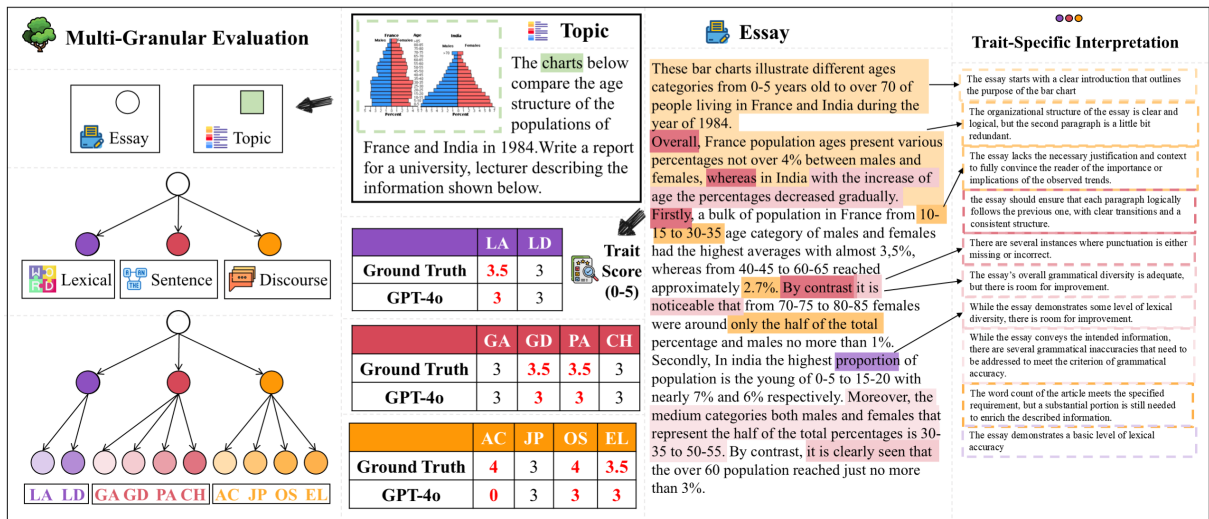 Multi-Granular Evaluation
Essay
Topic
Lexical
Sentence
Discourse
LA LD GA GD PA CH AC JP OS EL
Topic
France
Age
India
Males
Females
Males
Females
Percent
Percent
The charts below
compare the age
structure of the
populations of
France and India in 1984.Write a report
for a university, lecturer describing the
information shown below.
Trait
Score
(0-5)
LA LD
Ground Truth 3.5 3
GPT-4o 3 3
GA GD PA CH
Ground Truth 3 3.5 3.5 3
GPT-4o 3 3 3 3
AC JP OS EL
Ground Truth 4 3 4 3.5
GPT-4o 0 3 3 3
Essay
These bar charts illustrate different ages
categories from 0-5 years old to over 70 of
people living in France and India during the
year of 1984.
Overall, France population ages present various
percentages not over 4% between males and
females, whereas in India with the increase of
age the percentages decreased gradually.
Firstly, a bulk of population in France from 10-
15 to 30-35 age category of males and females
had the highest averages with almost 3,5%,
whereas from 40-45 to 60-65 reached
approximately 2.7%. By contrast it is
noticeable that from 70-75 to 80-85 females
were around only the half of the total
percentage and males no more than 1%.
Secondly, In india the highest proportion of
population is the young of 0-5 to 15-20 with
nearly 7% and 6% respectively. Moreover, the
medium categories both males and females that
represent the half of the total percentages is 30-
35 to 50-55. By contrast, it is clearly seen that
the over 60 population reached just no more
than 3%.
Trait-Specific Interpretation
The essay starts with a clear introduction that outlines
the purpose of the bar chart
The organizational structure of the essay is clear and
logical, but the second paragraph is a little bit
redundant.
The essay lacks the necessary justification and context
to fully convince the reader of the importance or
implications of the observed trends.
the essay should ensure that each paragraph logically
follows the previous one, with clear transitions and a
consistent structure.
There are several instances where punctuation is either
missing or incorrect.
The essay's overall grammatical diversity is adequate,
but there is room for improvement.
While the essay demonstrates some level of lexical
diversity, there is room for improvement.
While the essay conveys the intended information,
there are several grammatical inaccuracies that need to
be addressed to meet the criterion of grammatical
accuracy.
The word count of the article meets the specified
requirement, but a substantial portion is still needed
to enrich the described information.
The essay demonstrates a basic level of lexical
accuracy